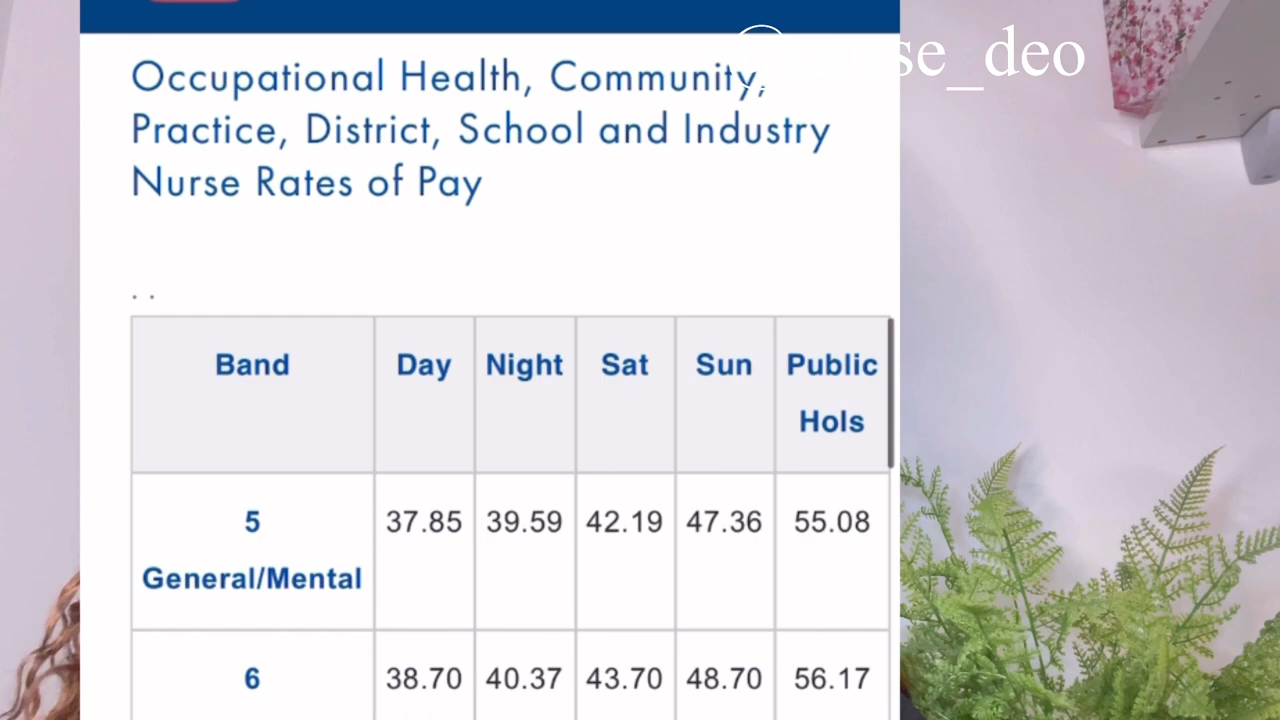 se_deo
Occupational Health, Community,
Practice, District, School and Industry
Nurse Rates of Pay
. .
Band Day Night Sat Sun Public Hols
5 General/Mental 37.85 39.59 42.19 47.36 55.08
6 38.70 40.37 43.70 48.70 56.17